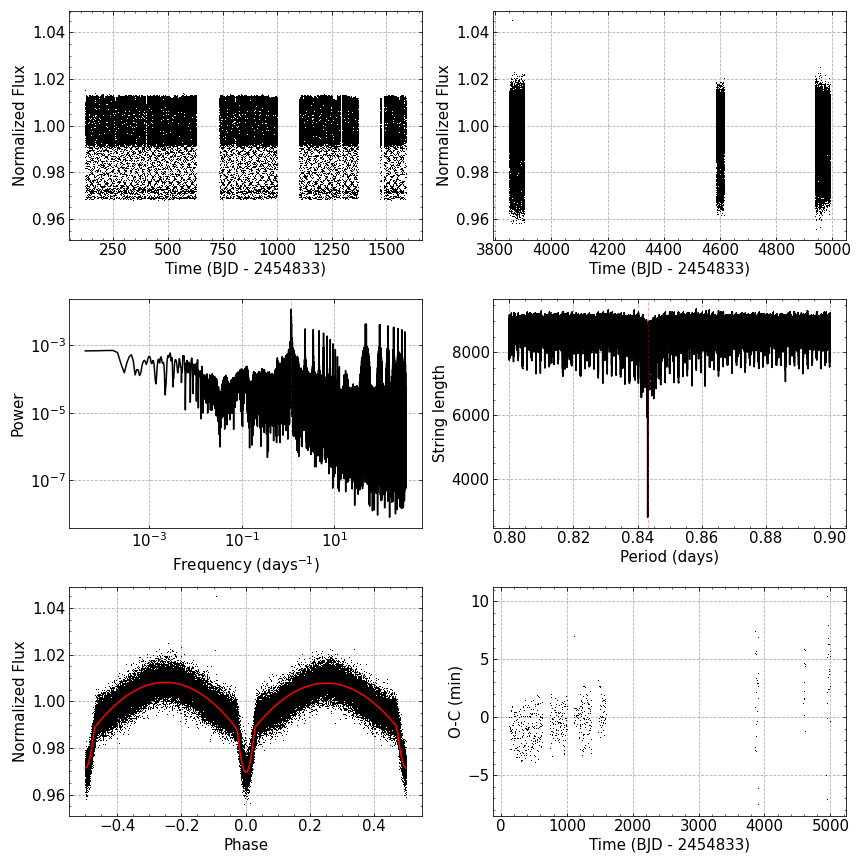 Normalized Flux
1.04
1.02
1.00
0.98
0.96
250 500 750 1000 1250 1500
Time (BJD - 2454833)
Normalized Flux
1.04
1.02
1.00
0.98
0.96
3800 4000 4200 4400 4600 4800 5000
Time (BJD - 2454833)
Power
10⁻³
10⁻⁵
10⁻⁷
10⁻³ 10⁻¹ 10¹
Frequency (days⁻¹)
String length
8000
6000
4000
0.80 0.82 0.84 0.86 0.88 0.90
Period (days)
Normalized Flux
1.04
1.02
1.00
0.98
0.96
−0.4 −0.2 0.0 0.2 0.4
Phase
O-C (min)
10
5
0
−5
0 1000 2000 3000 4000 5000
Time (BJD - 2454833)